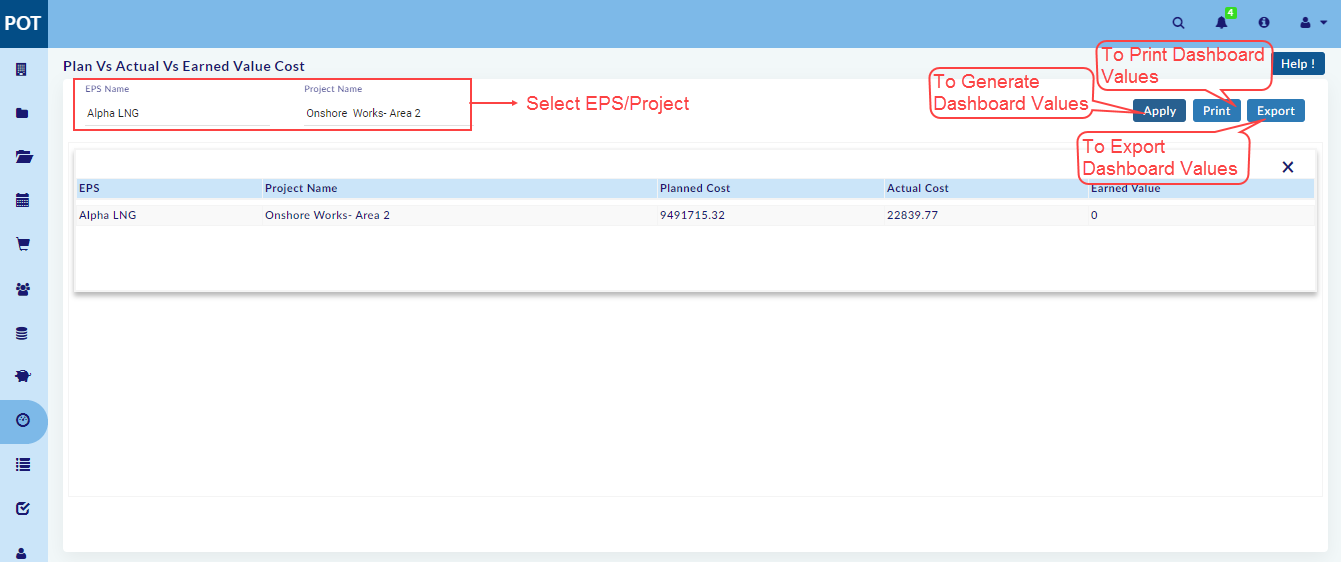 POT
4
Plan Vs Actual Vs Earned Value Cost
To Print Dashboard
Values
Help !
EPS Name
Project Name
Alpha LNG
Onshore Works- Area 2
Select EPS/Project
To Generate
Dashboard Values
Apply
Print
Export
To Export
Dashboard Values
EPS
Project Name
Planned Cost
Actual Cost
Earned Value
Alpha LNG
Onshore Works- Area 2
9491715.32
22839.77
0